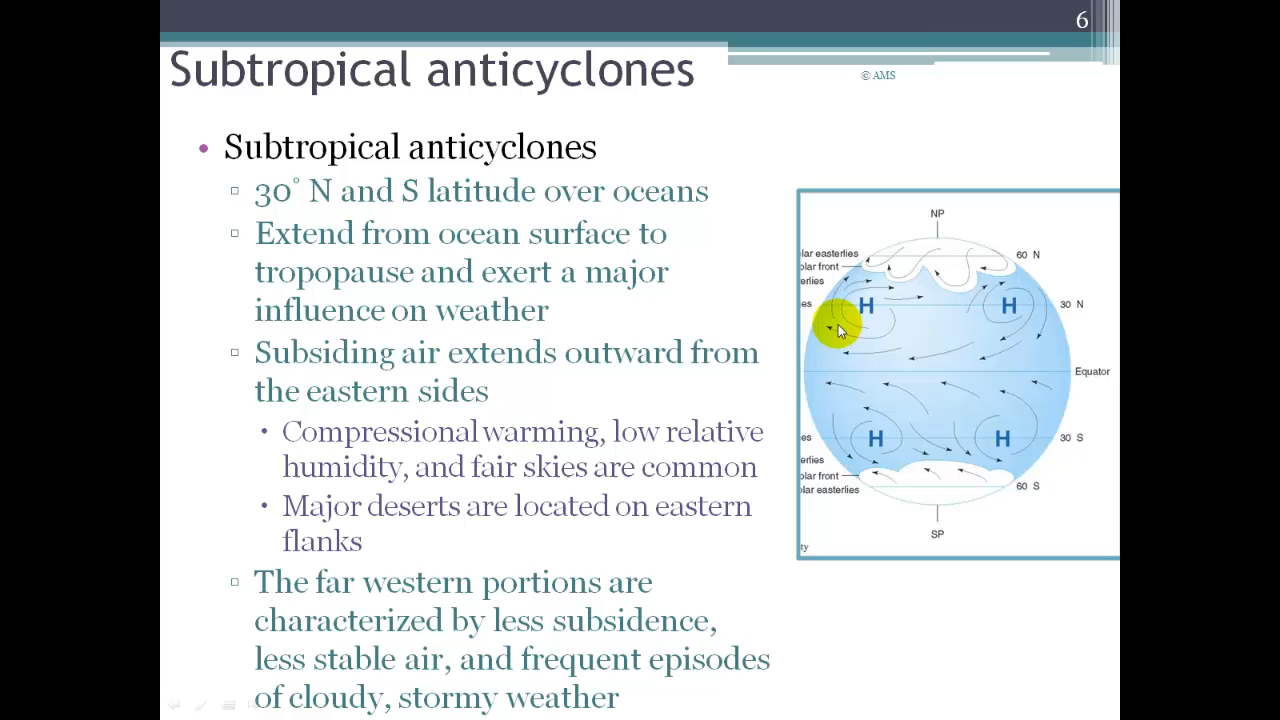 6
Subtropical anticyclones
© AMS
• Subtropical anticyclones
▫ 30° N and S latitude over oceans
▫ Extend from ocean surface to
tropopause and exert a major
influence on weather
▫ Subsiding air extends outward from
the eastern sides
• Compressional warming, low relative
humidity, and fair skies are common
• Major deserts are located on eastern
flanks
▫ The far western portions are
characterized by less subsidence,
less stable air, and frequent episodes
of cloudy, stormy weather
NP
lar easterlies
60 N
olar front
erlies
es
H
H
30 N
Equator
es
H
H
30 S
erlies
olar front
olar easterlies
60 S
SP
ty